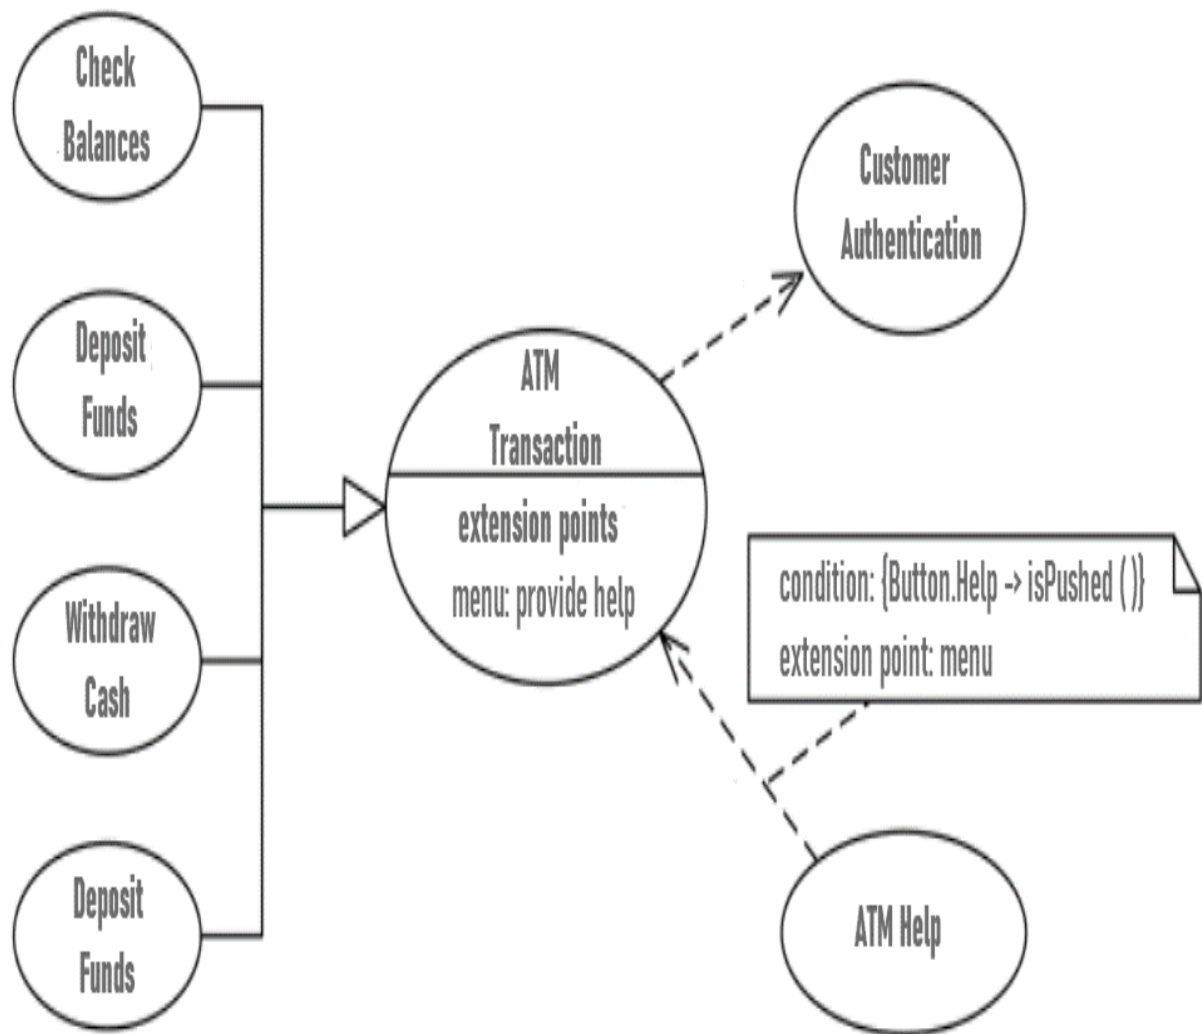 Check
Balances
Deposit
Funds
Withdraw
Cash
Deposit
Funds
ATM
Transaction
extension points
menu: provide help
Customer
Authentication
condition: {Button.Help -> isPushed ( )}
extension point: menu
ATM Help